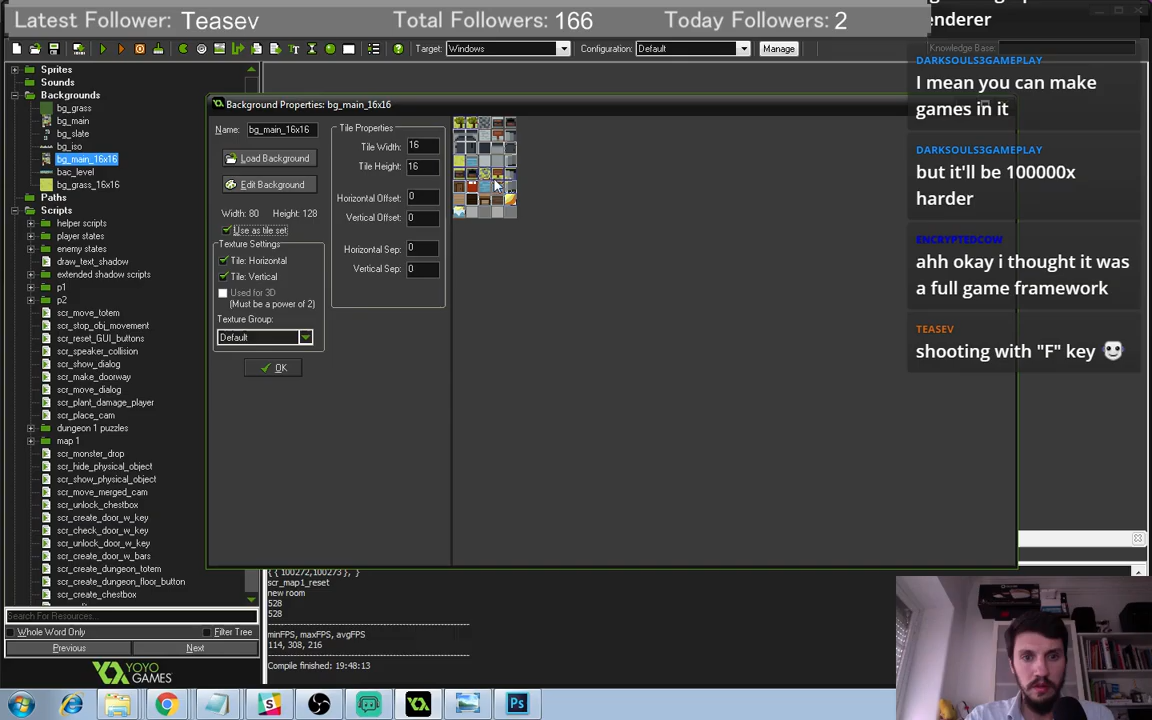 Latest Follower: Teasev
Total Followers: 166
Today Followers: 2
enderer
Target: Windows
Configuration: Default
Manage
Knowledge Base:
Sprites
Sounds
Backgrounds
bg_grass
bg_main
bg_slate
bg_iso
bg_main_16x16
bac_level
bg_grass_16x16
Paths
Scripts
helper scripts
player states
enemy states
draw_text_shadow
extended shadow scripts
p1
p2
scr_move_totem
scr_stop_obj_movement
scr_reset_GUI_buttons
scr_speaker_collision
scr_show_dialog
scr_make_doorway
scr_move_dialog
scr_plant_damage_player
scr_place_cam
dungeon 1 puzzles
map 1
scr_monster_drop
scr_hide_physical_object
scr_show_physical_object
scr_move_merged_cam
scr_unlock_chestbox
scr_create_door_w_key
scr_check_door_w_key
scr_unlock_door_w_key
scr_create_door_w_bars
scr_create_dungeon_totem
scr_create_dungeon_floor_button
scr_create_chestbox
Search For Resources...
Whole Word Only
Filter Tree
Previous
Next
YOYO
GAMES
Background Properties: bg_main_16x16
Name: bg_main_16x16
Load Background
Edit Background
Width: 80 Height: 128
Use as tile set
Texture Settings
Tile: Horizontal
Tile: Vertical
Used for 3D
(Must be a power of 2)
Texture Group:
Default
OK
Tile Properties
Tile Width: 16
Tile Height: 16
Horizontal Offset: 0
Vertical Offset: 0
Horizontal Sep: 0
Vertical Sep: 0
{ { 100272,100273 }, }
scr_map1_reset
new room
528
528
minFPS, maxFPS, avgFPS
114, 308, 216
Compile finished: 19:48:13
DARKSOULS3GAMEPLAY
I mean you can make
games in it
DARKSOULS3GAMEPLAY
but it'll be 100000x
harder
ENCRYPTEDCOW
ahh okay i thought it was
a full game framework
TEASEV
shooting with "F" key
Ps